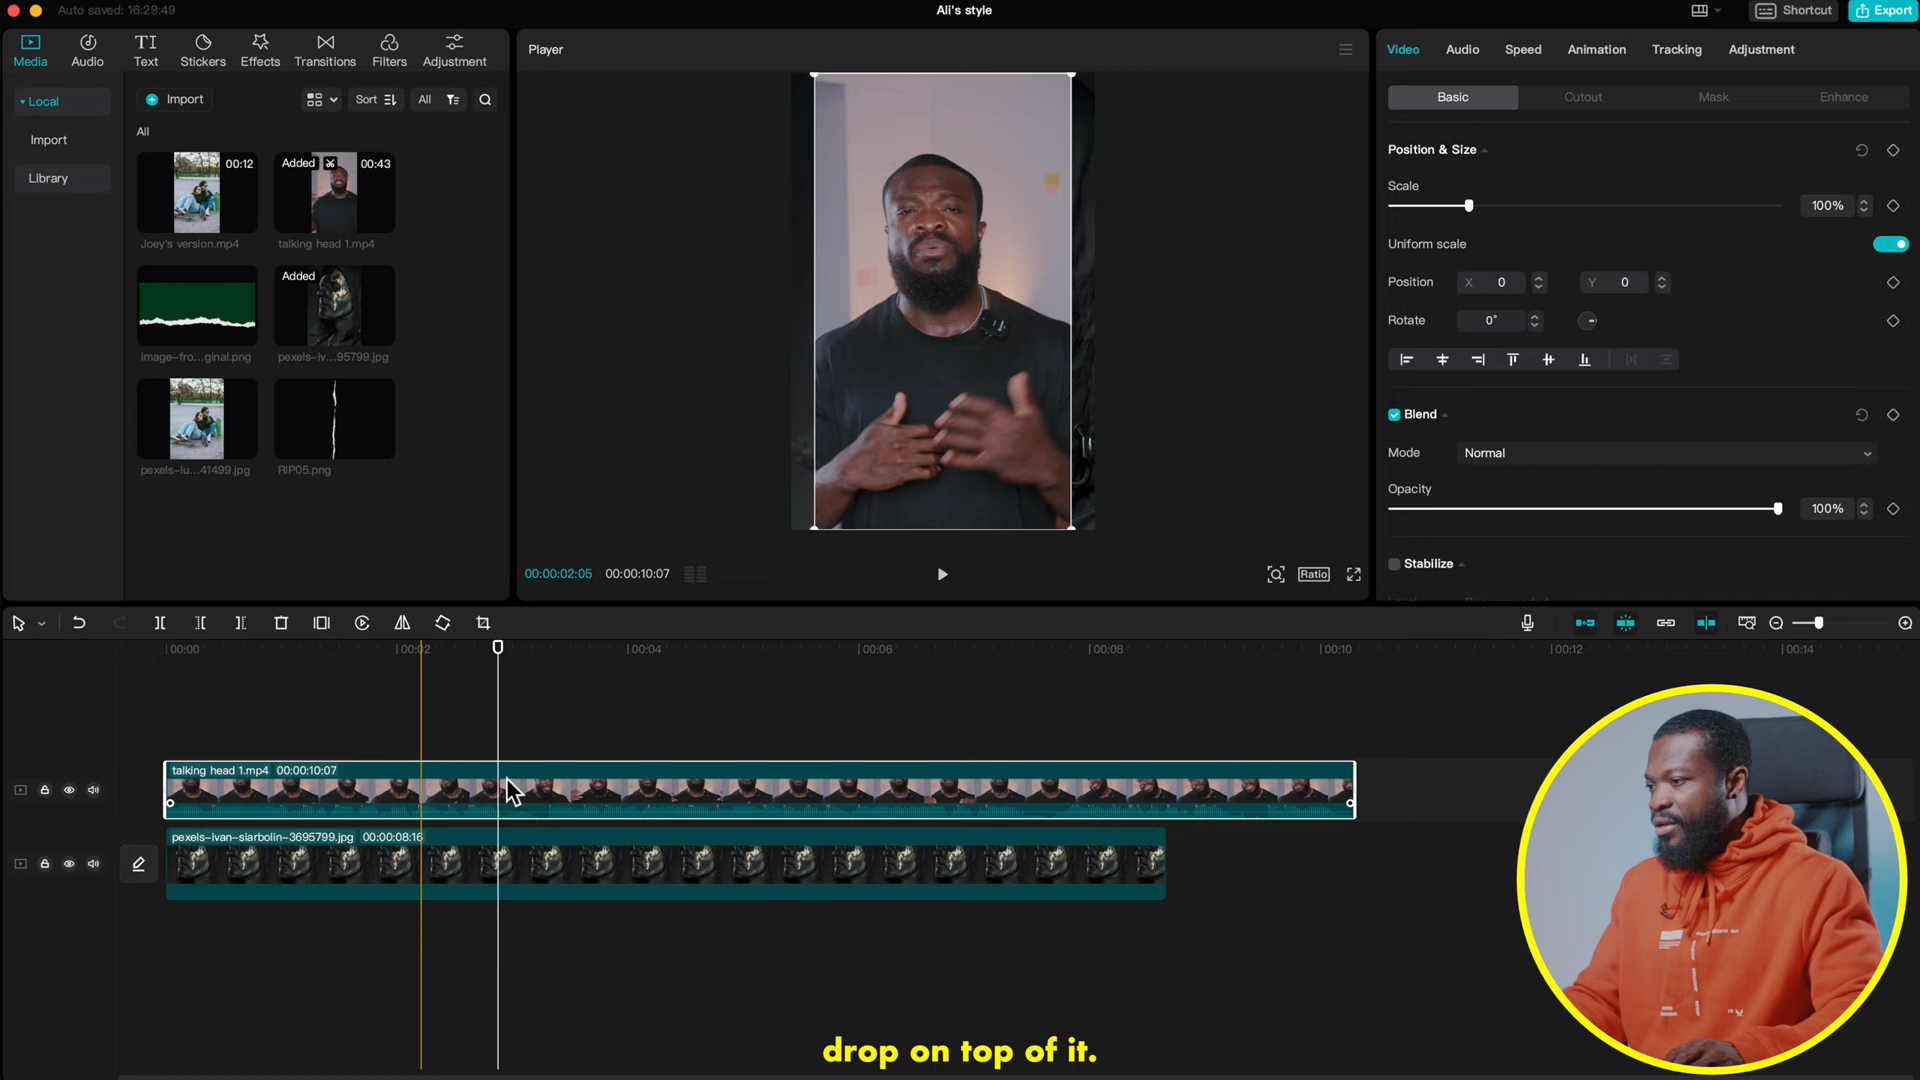 Auto saved: 16:29:49
Ali's style
Shortcut
Export
Media
Audio
Text
Stickers
Effects
Transitions
Filters
Adjustment
Player
Video
Audio
Speed
Animation
Tracking
Adjustment
Local
Import
Sort
All
Basic
Cutout
Mask
Enhance
Import
All
Library
Position & Size
00:12
Added
00:43
Scale
100%
Joey's version.mp4
talking head 1.mp4
Uniform scale
Added
Position
X
0
Y
0
Rotate
0°
image-fro...ginal.png
pexels-iv...95799.jpg
Blend
Mode
Normal
pexels-lu...41499.jpg
RIP05.png
Opacity
100%
Stabilize
00:00:02:05
00:00:10:07
Ratio
00:00
00:02
00:04
00:06
00:08
00:10
00:12
00:14
talking head 1.mp4 00:00:10:07
pexels-ivan-siarbolin-3695799.jpg 00:00:08:16
drop on top of it.